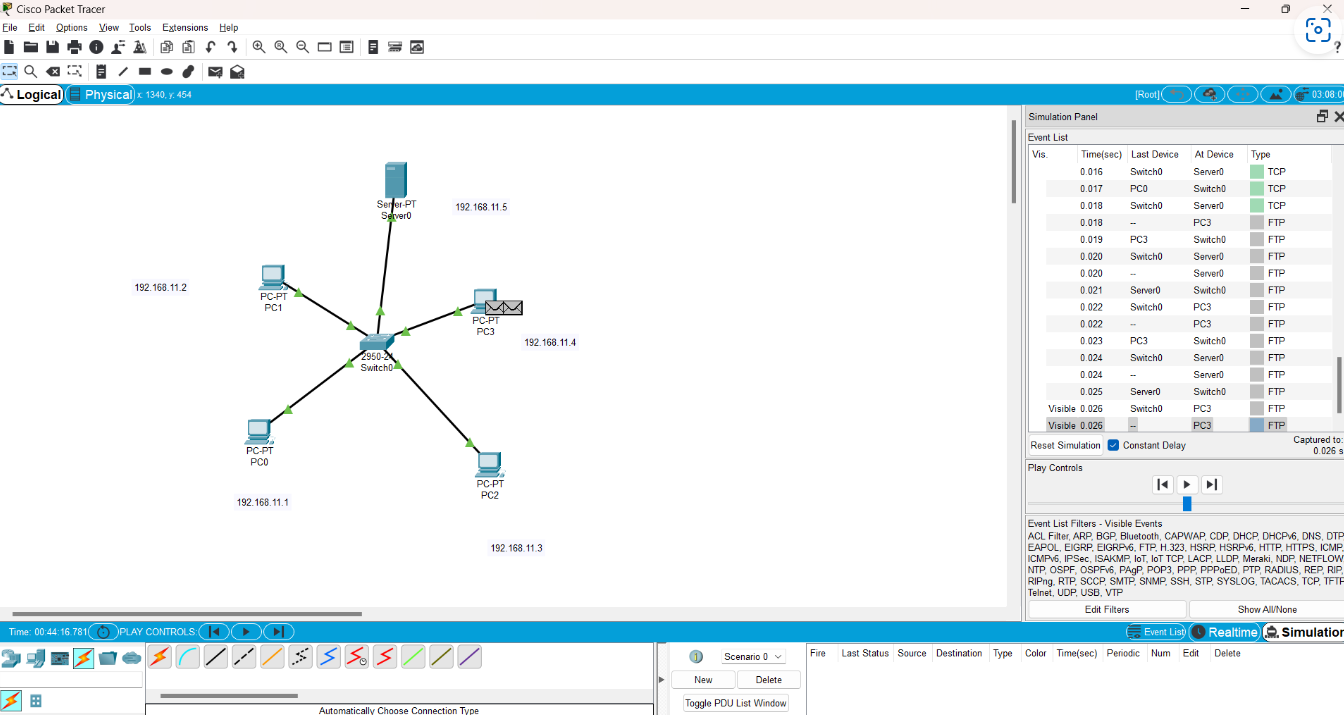 Cisco Packet Tracer
File Edit Options View Tools Extensions Help
?
Logical Physical x: 1340, y: 454 [Root] 03:08:0
Simulation Panel
Event List
Vis. Time(sec) Last Device At Device Type
0.016 Switch0 Server0 TCP
0.017 PC0 Switch0 TCP
0.018 Switch0 Server0 TCP
0.018 -- PC3 FTP
0.019 PC3 Switch0 FTP
0.020 Switch0 Server0 FTP
0.020 -- Server0 FTP
0.021 Server0 Switch0 FTP
0.022 Switch0 PC3 FTP
0.022 -- PC3 FTP
0.023 PC3 Switch0 FTP
0.024 Switch0 Server0 FTP
0.024 -- Server0 FTP
0.025 Server0 Switch0 FTP
Visible 0.026 Switch0 PC3 FTP
Visible 0.026 -- PC3 FTP
Reset Simulation Constant Delay Captured to:
0.026 s
Play Controls
Event List Filters - Visible Events
ACL Filter, ARP, BGP, Bluetooth, CAPWAP, CDP, DHCP, DHCPv6, DNS, DTP
EAPOL, EIGRP, EIGRPv6, FTP, H.323, HSRP, HSRPv6, HTTP, HTTPS, ICMP,
ICMPv6, IPSec, ISAKMP, IoT, IoT TCP, LACP, LLDP, Meraki, NDP, NETFLOW
NTP, OSPF, OSPFv6, PAgP, POP3, PPP, PPPoED, PTP, RADIUS, REP, RIP,
RIPng, RTP, SCCP, SMTP, SNMP, SSH, STP, SYSLOG, TACACS, TCP, TFTP
Telnet, UDP, USB, VTP
Edit Filters Show All/None
Server-PT
Server0
192.168.11.5
192.168.11.2
PC-PT
PC1
PC-PT
PC3
192.168.11.4
2950-24
Switch0
PC-PT
PC0
PC-PT
PC2
192.168.11.1
192.168.11.3
Time: 00:44:16.781 PLAY CONTROLS: Event List Realtime Simulation
Scenario 0
New Delete
Toggle PDU List Window
Fire Last Status Source Destination Type Color Time(sec) Periodic Num Edit Delete
Automatically Choose Connection Type